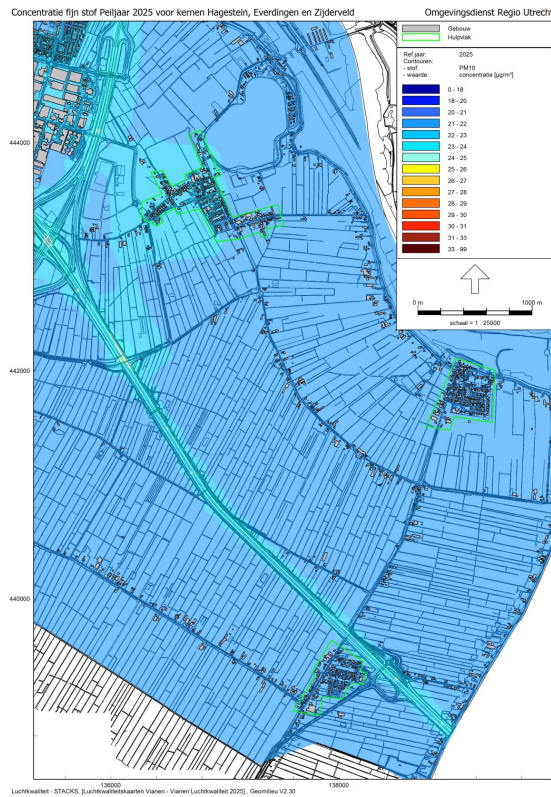 Concentratie fijn stof Peiljaar 2025 voor kernen Hagestein, Everdingen en Zijderveld
Omgevingsdienst Regio Utrecht
Gebouw
Hulpvlak
Ref.jaar: 2025
Contouren:
- stof: PM10
- waarde: concentratie [µg/m³]
0 - 18
18 - 20
20 - 21
21 - 22
22 - 23
23 - 24
24 - 25
25 - 26
26 - 27
27 - 28
28 - 29
29 - 30
30 - 31
31 - 33
33 - 99
0 m 1000 m
schaal = 1 : 25000
444000
442000
440000
136000 138000
Luchtkwaliteit - STACKS, [Luchtkwaliteitskaarten Vianen - Vianen Luchtkwaliteit 2025] , Geomilieu V2.30